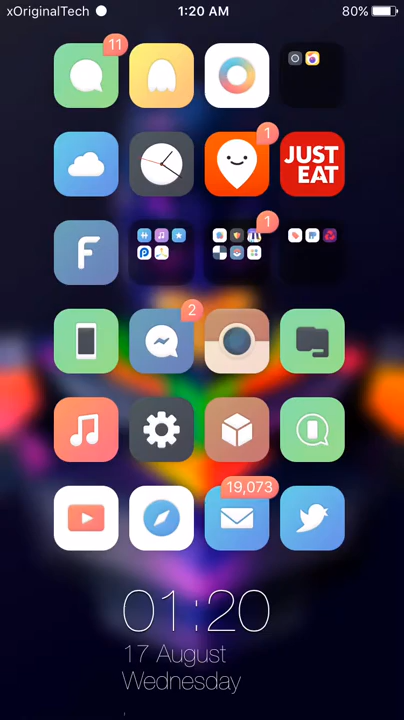 xOriginalTech 1:20 AM 80%
11
1
JUST
EAT
F
1
2
19,073
01:20
17 August
Wednesday